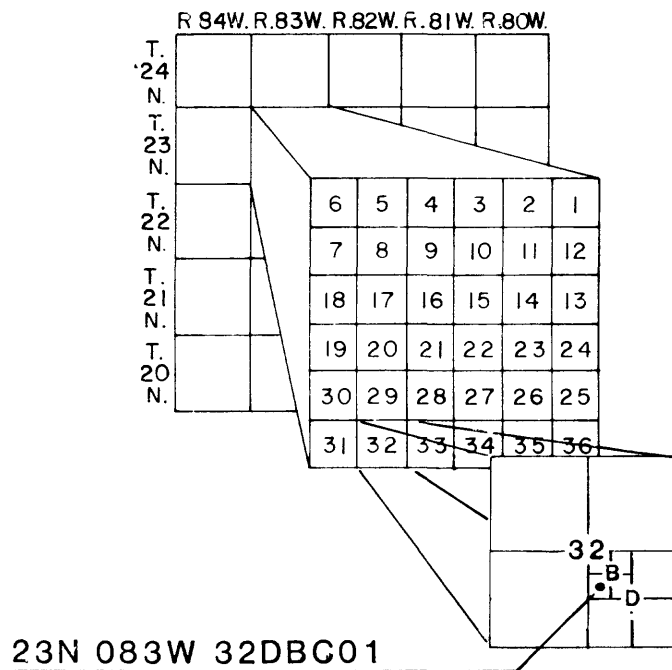 R 94W. R.83W. R.82W. R.81W. R.80W.
T.
24
N.
T.
23
N.
T.
22
N.
T.
21
N.
T.
20
N.
6 5 4 3 2 1
7 8 9 10 11 12
18 17 16 15 14 13
19 20 21 22 23 24
30 29 28 27 26 25
31 32 33 34 35 36
32
B
D
23N 083W 32DBC01